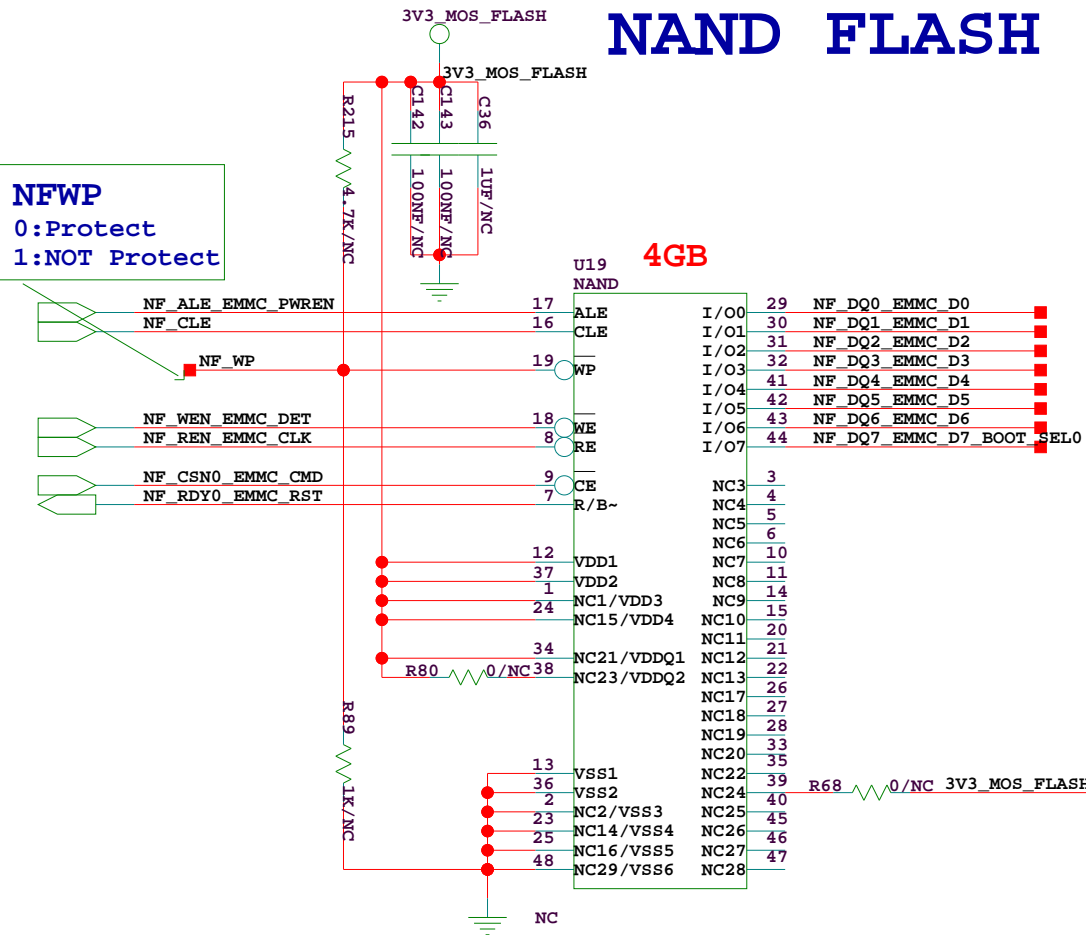 3V3_MOS_FLASH
NAND FLASH
3V3_MOS_FLASH
R215
4.7K/NC
C142
100NF/NC
C143
100NF/NC
C36
1UF/NC
NFWP
0:Protect
1:NOT Protect
4GB
U19
NAND
NF_ALE_EMMC_PWREN 17 ALE
NF_CLE 16 CLE
NF_WP 19 WP
NF_WEN_EMMC_DET 18 WE
NF_REN_EMMC_CLK 8 RE
NF_CSN0_EMMC_CMD 9 CE
NF_RDY0_EMMC_RST 7 R/B~
12 VDD1
37 VDD2
1 NC1/VDD3
24 NC15/VDD4
34 NC21/VDDQ1
R80 0/NC 38 NC23/VDDQ2
R89
1K/NC
13 VSS1
36 VSS2
2 NC2/VSS3
23 NC14/VSS4
25 NC16/VSS5
48 NC29/VSS6
I/O0 29 NF_DQ0_EMMC_D0
I/O1 30 NF_DQ1_EMMC_D1
I/O2 31 NF_DQ2_EMMC_D2
I/O3 32 NF_DQ3_EMMC_D3
I/O4 41 NF_DQ4_EMMC_D4
I/O5 42 NF_DQ5_EMMC_D5
I/O6 43 NF_DQ6_EMMC_D6
I/O7 44 NF_DQ7_EMMC_D7_BOOT_SEL0
NC3 3
NC4 4
NC5 5
NC6 6
NC7 10
NC8 11
NC9 14
NC10 15
NC11 20
NC12 21
NC13 22
NC17 26
NC18 27
NC19 28
NC20 33
NC22 35
NC24 39 R68 0/NC 3V3_MOS_FLASH
NC25 40
NC26 45
NC27 46
NC28 47
NC